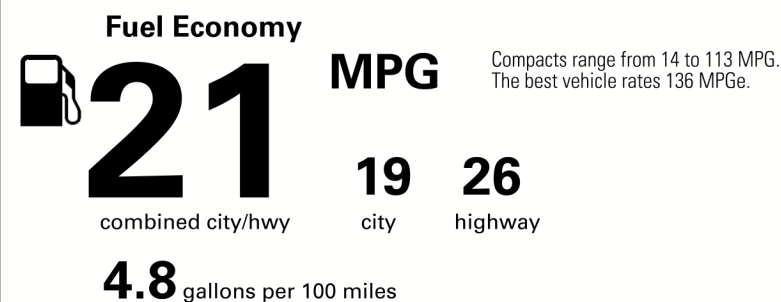 Fuel Economy
21 MPG
Compacts range from 14 to 113 MPG.
The best vehicle rates 136 MPGe.
19 26
combined city/hwy city highway
4.8 gallons per 100 miles